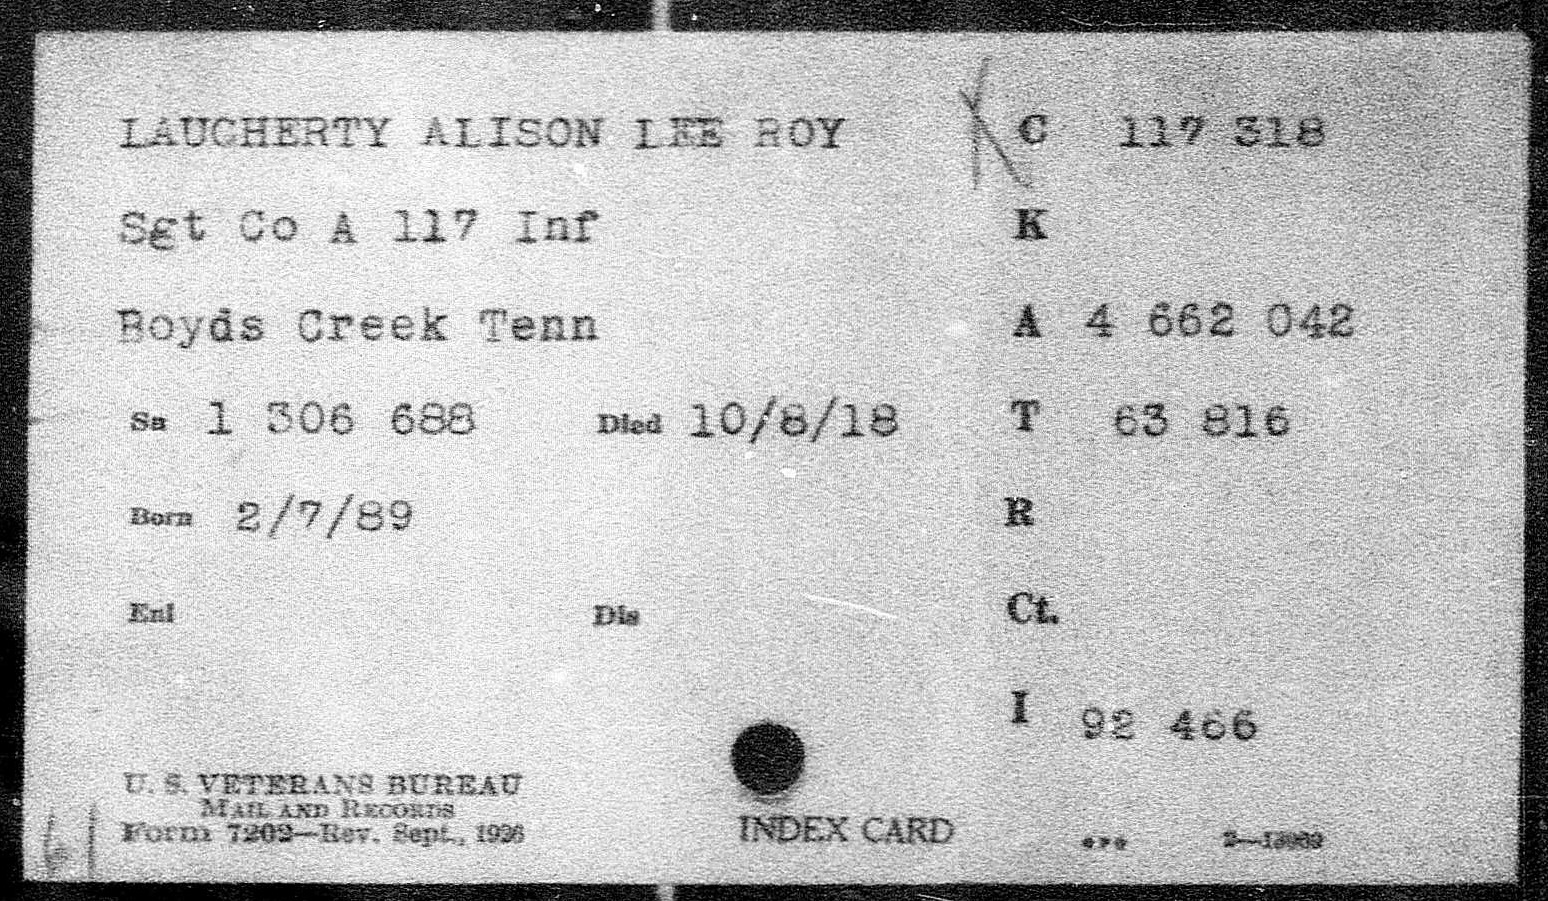 LAUGHERTY ALISON LEE ROY C 117 318
Sgt Co A 117 Inf K
Boyds Creek Tenn A 4 662 042
Sn 1 306 688 Died 10/8/18 T 63 816
Born 2/7/89 R
Enl Dis Ct.
I 92 466
U. S. VETERANS BUREAU
MAIL AND RECORDS
Form 7202—Rev. Sept., 1926
INDEX CARD
GPO